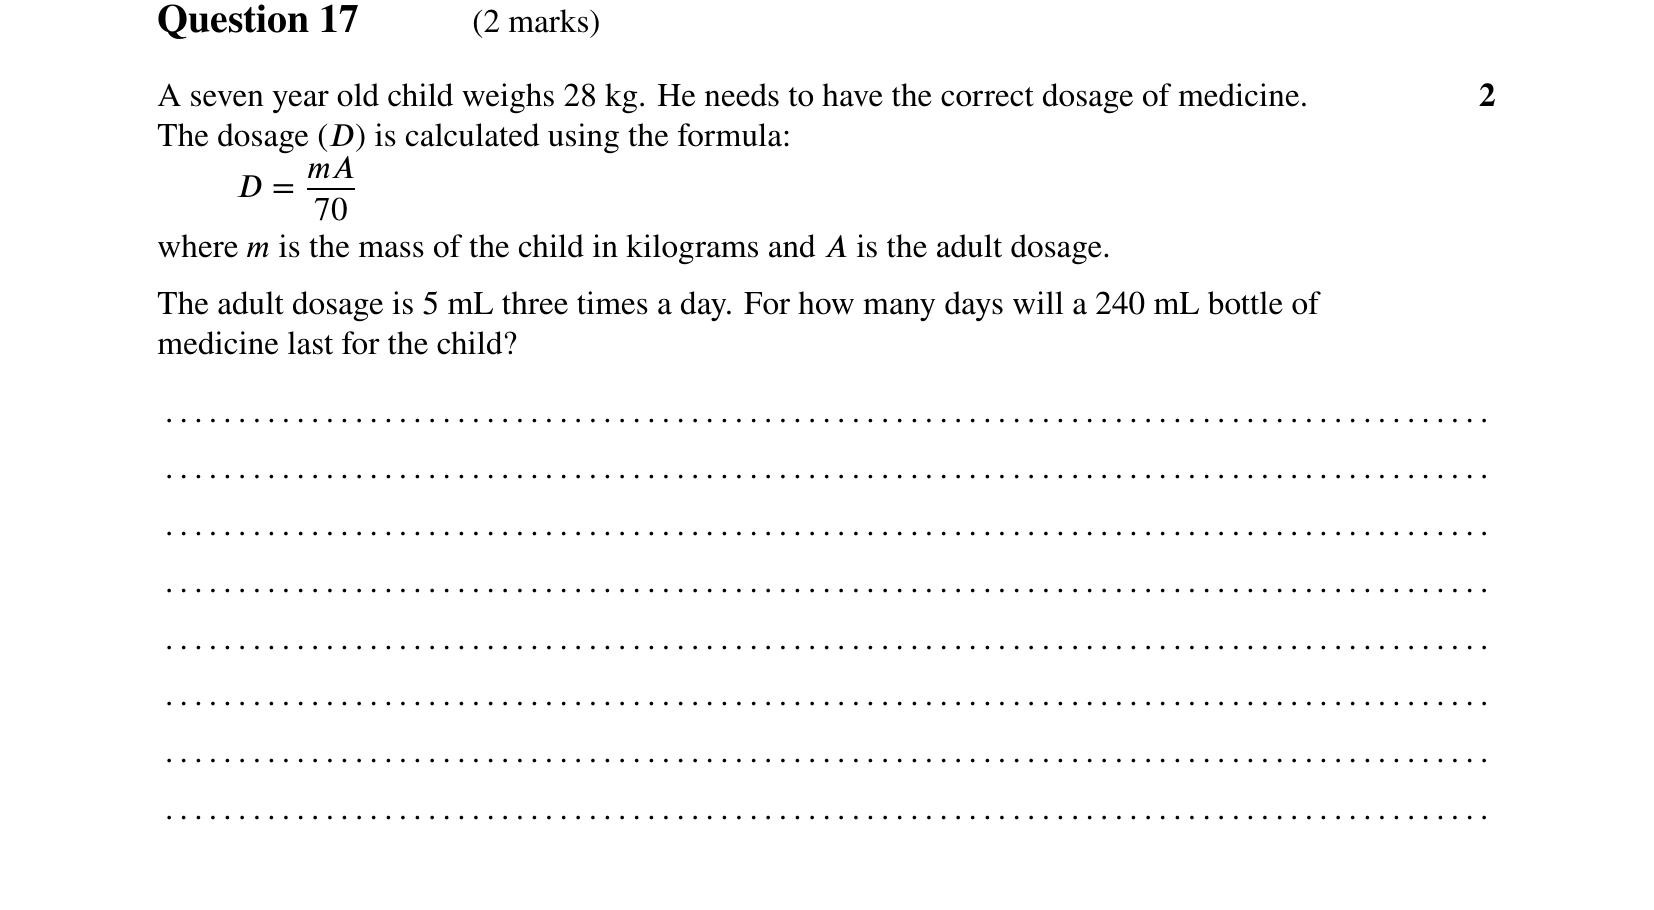 Question 17 (2 marks)
A seven year old child weighs 28 kg. He needs to have the correct dosage of medicine. 2
The dosage (D) is calculated using the formula:
D = mA/70
where m is the mass of the child in kilograms and A is the adult dosage.
The adult dosage is 5 mL three times a day. For how many days will a 240 mL bottle of
medicine last for the child?